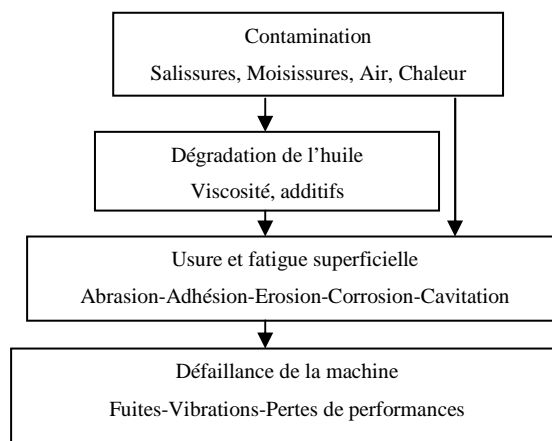 Contamination
Salissures, Moisissures, Air, Chaleur
Dégradation de l’huile
Viscosité, additifs
Usure et fatigue superficielle
Abrasion-Adhésion-Erosion-Corrosion-Cavitation
Défaillance de la machine
Fuites-Vibrations-Pertes de performances